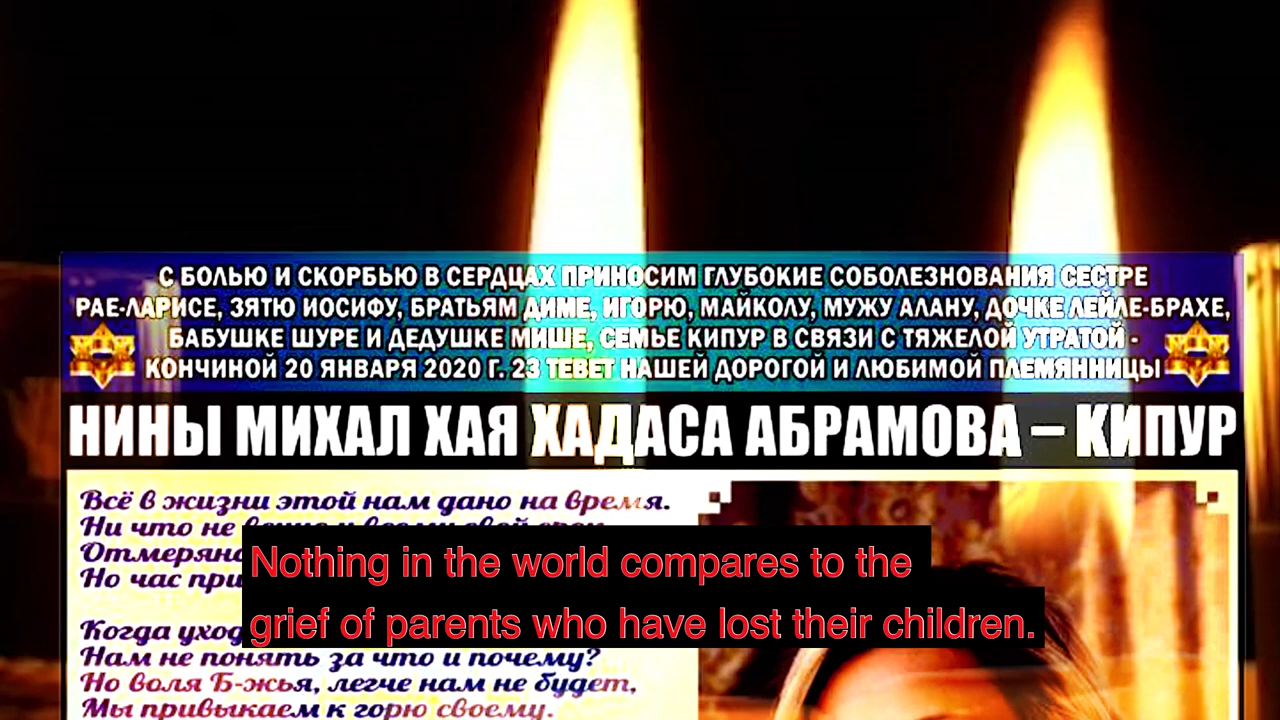 С БОЛЬЮ И СКОРБЬЮ В СЕРДЦАХ ПРИНОСИМ ГЛУБОКИЕ СОБОЛЕЗНОВАНИЯ СЕСТРЕ
РАЕ-ЛАРИСЕ, ЗЯТЮ ИОСИФУ, БРАТЬЯМ ДИМЕ, ИГОРЮ, МАЙКОЛУ, МУЖУ АЛАНУ, ДОЧКЕ ЛЕЙЛЕ-БРАХЕ,
БАБУШКЕ ШУРЕ И ДЕДУШКЕ МИШЕ, СЕМЬЕ КИПУР В СВЯЗИ С ТЯЖЕЛОЙ УТРАТОЙ -
КОНЧИНОЙ 20 ЯНВАРЯ 2020 Г. 23 ТЕВЕТ НАШЕЙ ДОРОГОЙ И ЛЮБИМОЙ ПЛЕМЯННИЦЫ
НИНЫ МИХАЛ ХАЯ ХАДАСА АБРАМОВА – КИПУР
Всё в жизни этой нам дано на время.
Ни что не
Но час
Nothing in the world compares to the
grief of parents who have lost their children.
Когда
Нам не понять за что и почему?
Но воля Б-жья, легче нам не будет,
Мы привыкаем к горю своему.